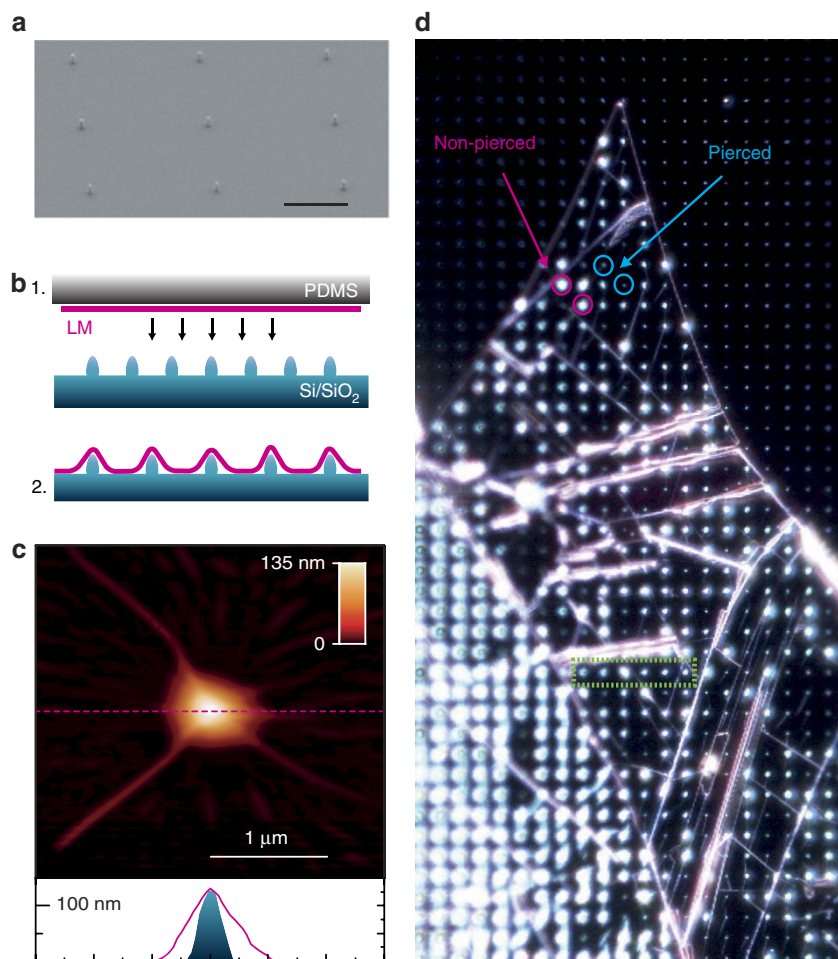 a
b
1.
PDMS
LM
Si/SiO₂
2.
c
135 nm
0
1 μm
100 nm
d
Non-pierced
Pierced